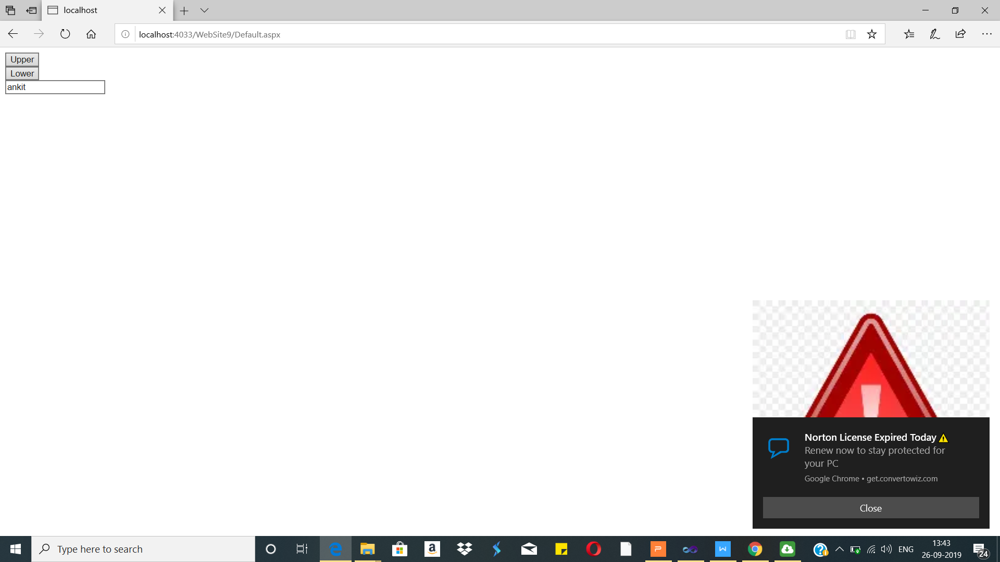 localhost
localhost:4033/WebSite9/Default.aspx
Upper
Lower
ankit
Norton License Expired Today
Renew now to stay protected for
your PC
Google Chrome • get.convertowiz.com
Close
Type here to search
ENG
13:43
26-09-2019
24